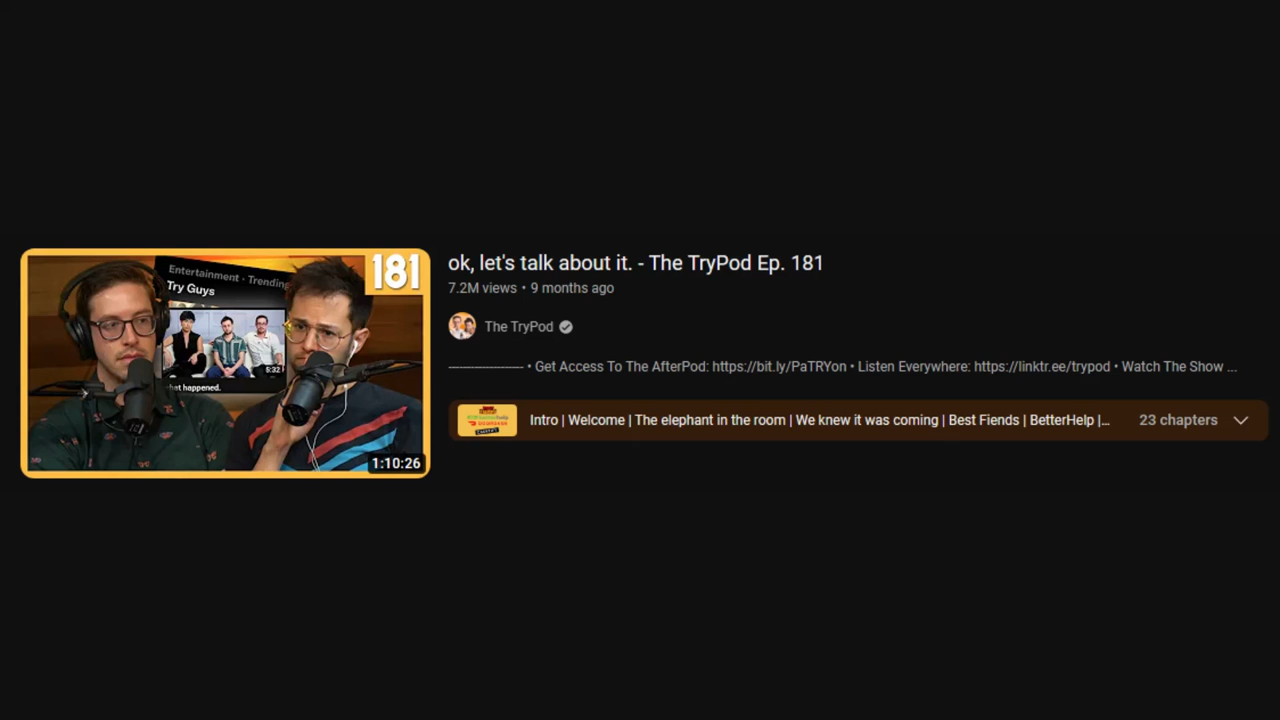 181
Entertainment · Trending
Try Guys
5:32
hat happened.
1:10:26
ok, let's talk about it. - The TryPod Ep. 181
7.2M views • 9 months ago
The TryPod
------------------------ • Get Access To The AfterPod: https://bit.ly/PaTRYon • Listen Everywhere: https://linktr.ee/trypod • Watch The Show ...
Intro | Welcome | The elephant in the room | We knew it was coming | Best Fiends | BetterHelp |...
23 chapters